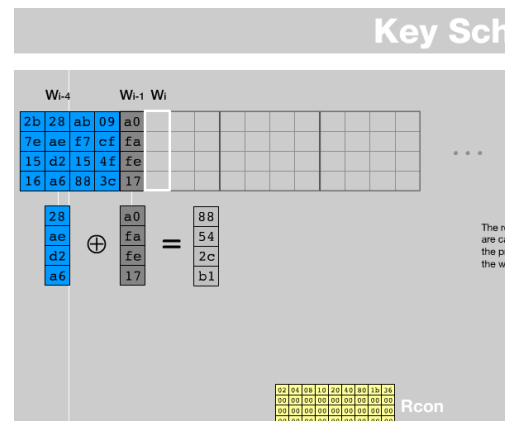 Key Sch
Wi-4 Wi-1 Wi
2b 28 ab 09 a0
7e ae f7 cf fa
15 d2 15 4f fe
16 a6 88 3c 17
...
28 a0 88
ae fa 54
d2 ⊕ fe = 2c
a6 17 b1
The re
are ca
the p
the w
02 04 08 10 20 40 80 1b 36
00 00 00 00 00 00 00 00 00
00 00 00 00 00 00 00 00 00
00 00 00 00 00 00 00 00 00
Rcon